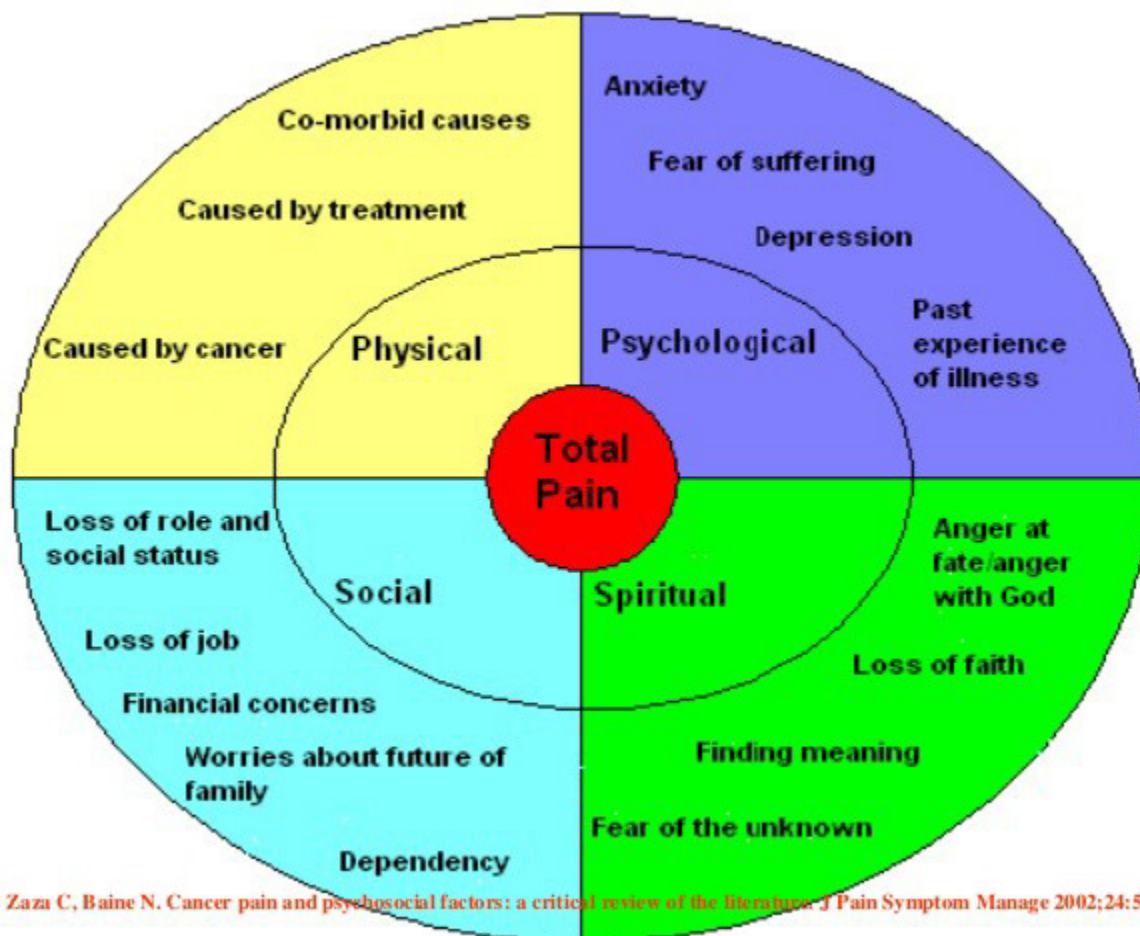 Co-morbid causes
Caused by treatment
Caused by cancer
Physical
Anxiety
Fear of suffering
Depression
Past
experience
of illness
Psychological
Total
Pain
Loss of role and
social status
Loss of job
Financial concerns
Worries about future of
family
Dependency
Social
Spiritual
Anger at
fate/anger
with God
Loss of faith
Finding meaning
Fear of the unknown
Zaza C, Baine N. Cancer pain and psychosocial factors: a critical review of the literature. J Pain Symptom Manage 2002;24:5